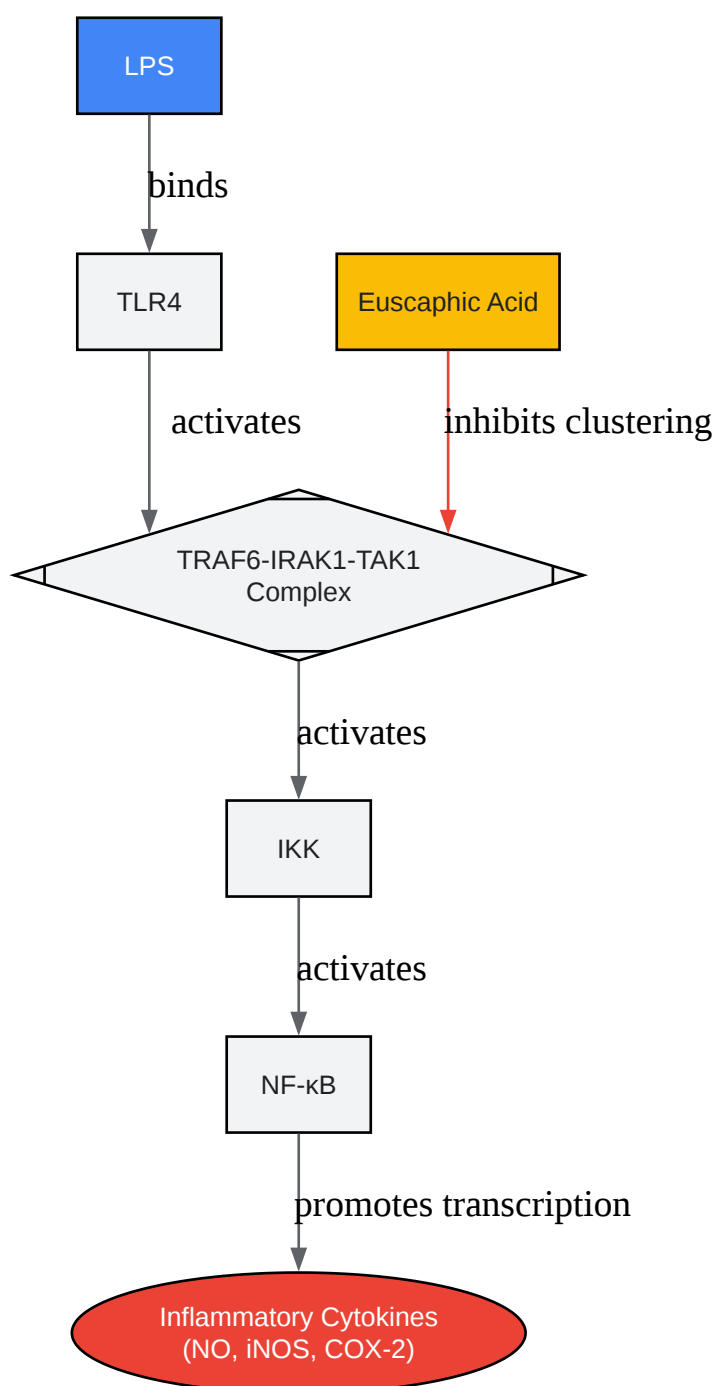 LPS
binds
TLR4
Euscaphic Acid
activates
inhibits clustering
TRAF6-IRAK1-TAK1
Complex
activates
IKK
activates
NF-κB
promotes transcription
Inflammatory Cytokines
(NO, iNOS, COX-2)